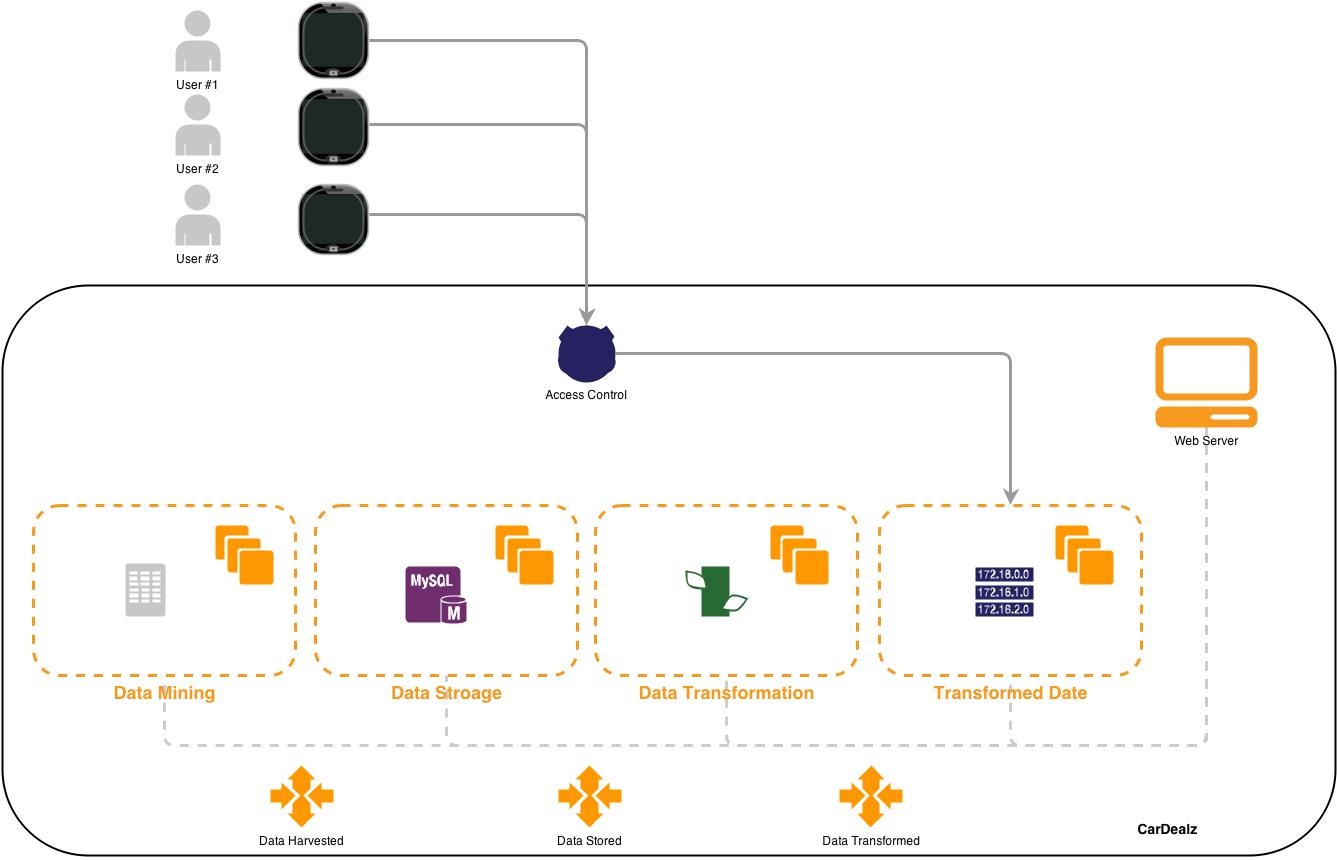 User #1
User #2
User #3
Access Control
Web Server
MySQL
M
172.16.0.0
172.16.1.0
172.16.2.0
Data Mining
Data Stroage
Data Transformation
Transformed Date
Data Harvested
Data Stored
Data Transformed
CarDealz